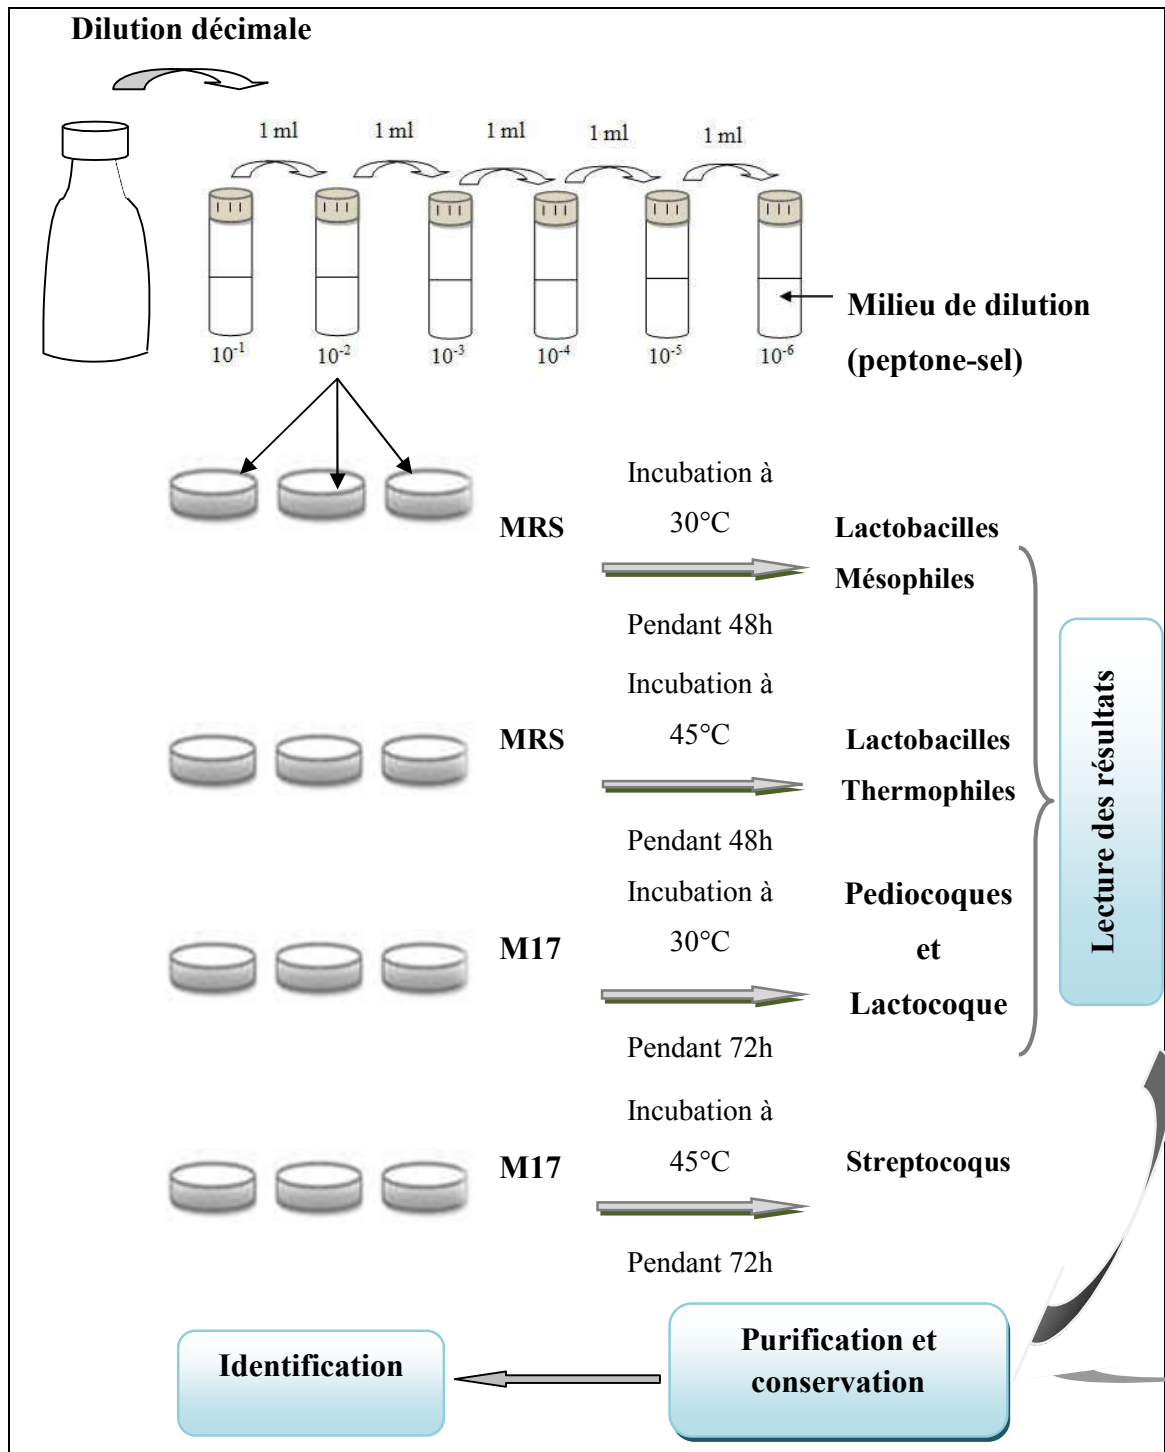 Dilution décimale
1 ml 1 ml 1 ml 1 ml 1 ml
10⁻¹ 10⁻² 10⁻³ 10⁻⁴ 10⁻⁵ 10⁻⁶
Milieu de dilution
(peptone-sel)
MRS
Incubation à
30°C
Pendant 48h
Lactobacilles
Mésophiles
MRS
Incubation à
45°C
Pendant 48h
Lactobacilles
Thermophiles
M17
Incubation à
30°C
Pendant 72h
Pediocoques
et
Lactocoque
M17
Incubation à
45°C
Pendant 72h
Streptocoqus
Lecture des résultats
Purification et
conservation
Identification